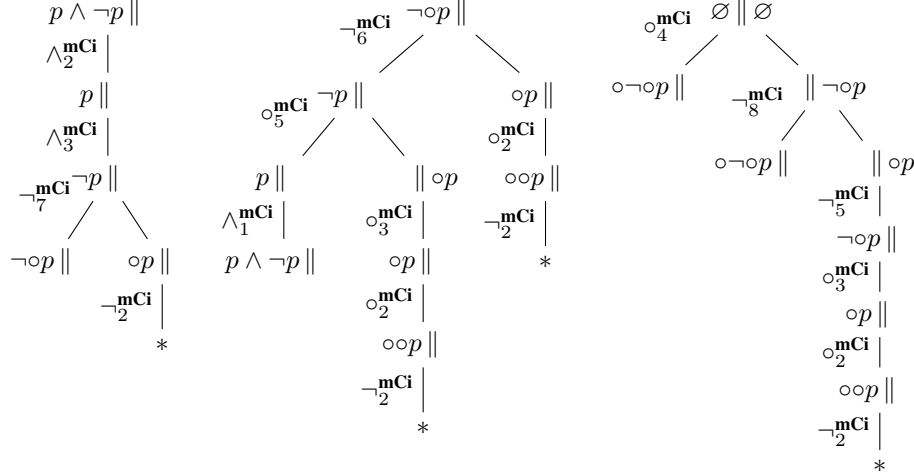 p ∧ ¬p ∥
∧₂^mCi
p ∥
∧₃^mCi
¬p ∥
¬₇^mCi
¬∘p ∥
∘p ∥
¬₂^mCi
*
¬∘p ∥
¬₆^mCi
¬p ∥
∘p ∥
∘₅^mCi
∘₂^mCi
p ∥
∥ ∘p
∘∘p ∥
∧₁^mCi
∘₃^mCi
¬₂^mCi
p ∧ ¬p ∥
∘p ∥
*
∘₂^mCi
∘∘p ∥
¬₂^mCi
*
∅ ∥ ∅
∘₄^mCi
∘¬∘p ∥
∥ ¬∘p
¬₈^mCi
∘¬∘p ∥
∥ ∘p
¬₅^mCi
¬∘p ∥
∘₃^mCi
∘p ∥
∘₂^mCi
∘∘p ∥
¬₂^mCi
*